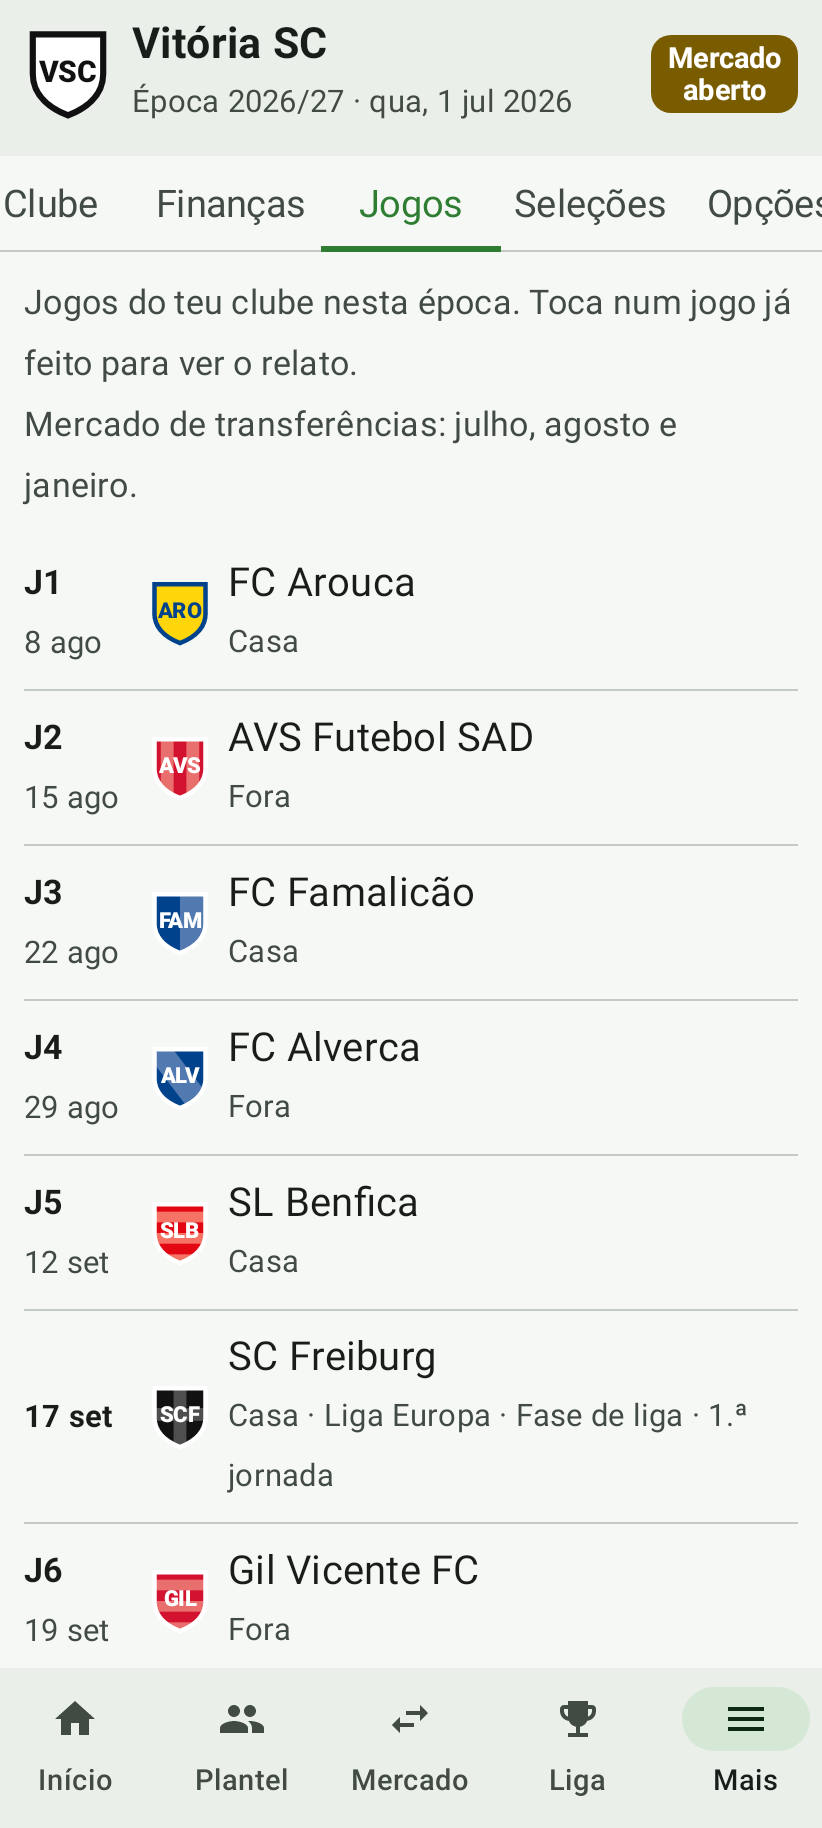 VSC
Vitória SC
Época 2026/27 · qua, 1 jul 2026
Mercado
aberto
Clube Finanças Jogos Seleções Opções
Jogos do teu clube nesta época. Toca num jogo já
feito para ver o relato.
Mercado de transferências: julho, agosto e
janeiro.
J1
8 ago
ARO
FC Arouca
Casa
J2
15 ago
AVS
AVS Futebol SAD
Fora
J3
22 ago
FAM
FC Famalicão
Casa
J4
29 ago
ALV
FC Alverca
Fora
J5
12 set
SLB
SL Benfica
Casa
17 set
SCF
SC Freiburg
Casa · Liga Europa · Fase de liga · 1.ª
jornada
J6
19 set
GIL
Gil Vicente FC
Fora
Início Plantel Mercado Liga Mais